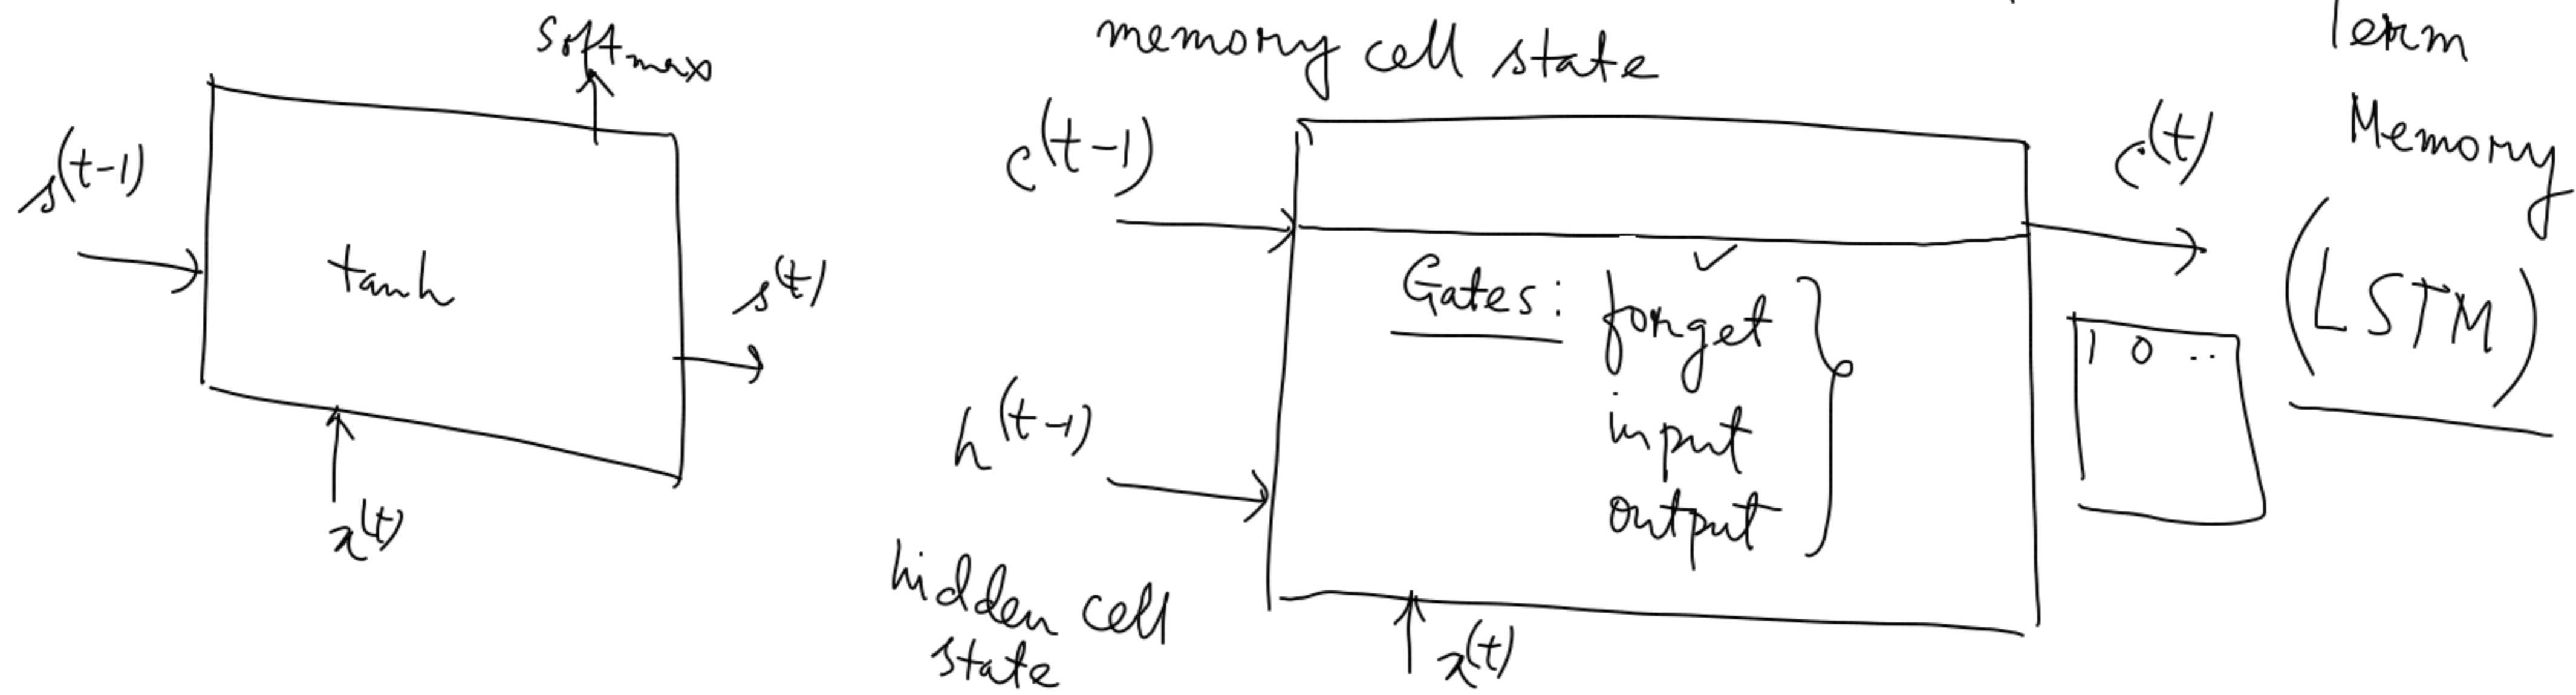 softmax
s^(t-1)
tanh
s^(t)
x^(t)
memory cell state
c^(t-1)
c^(t)
Gates: forget ✓
input
output
h^(t-1)
hidden cell
state
x^(t)
1 0 ..
Term
Memory
(LSTM)